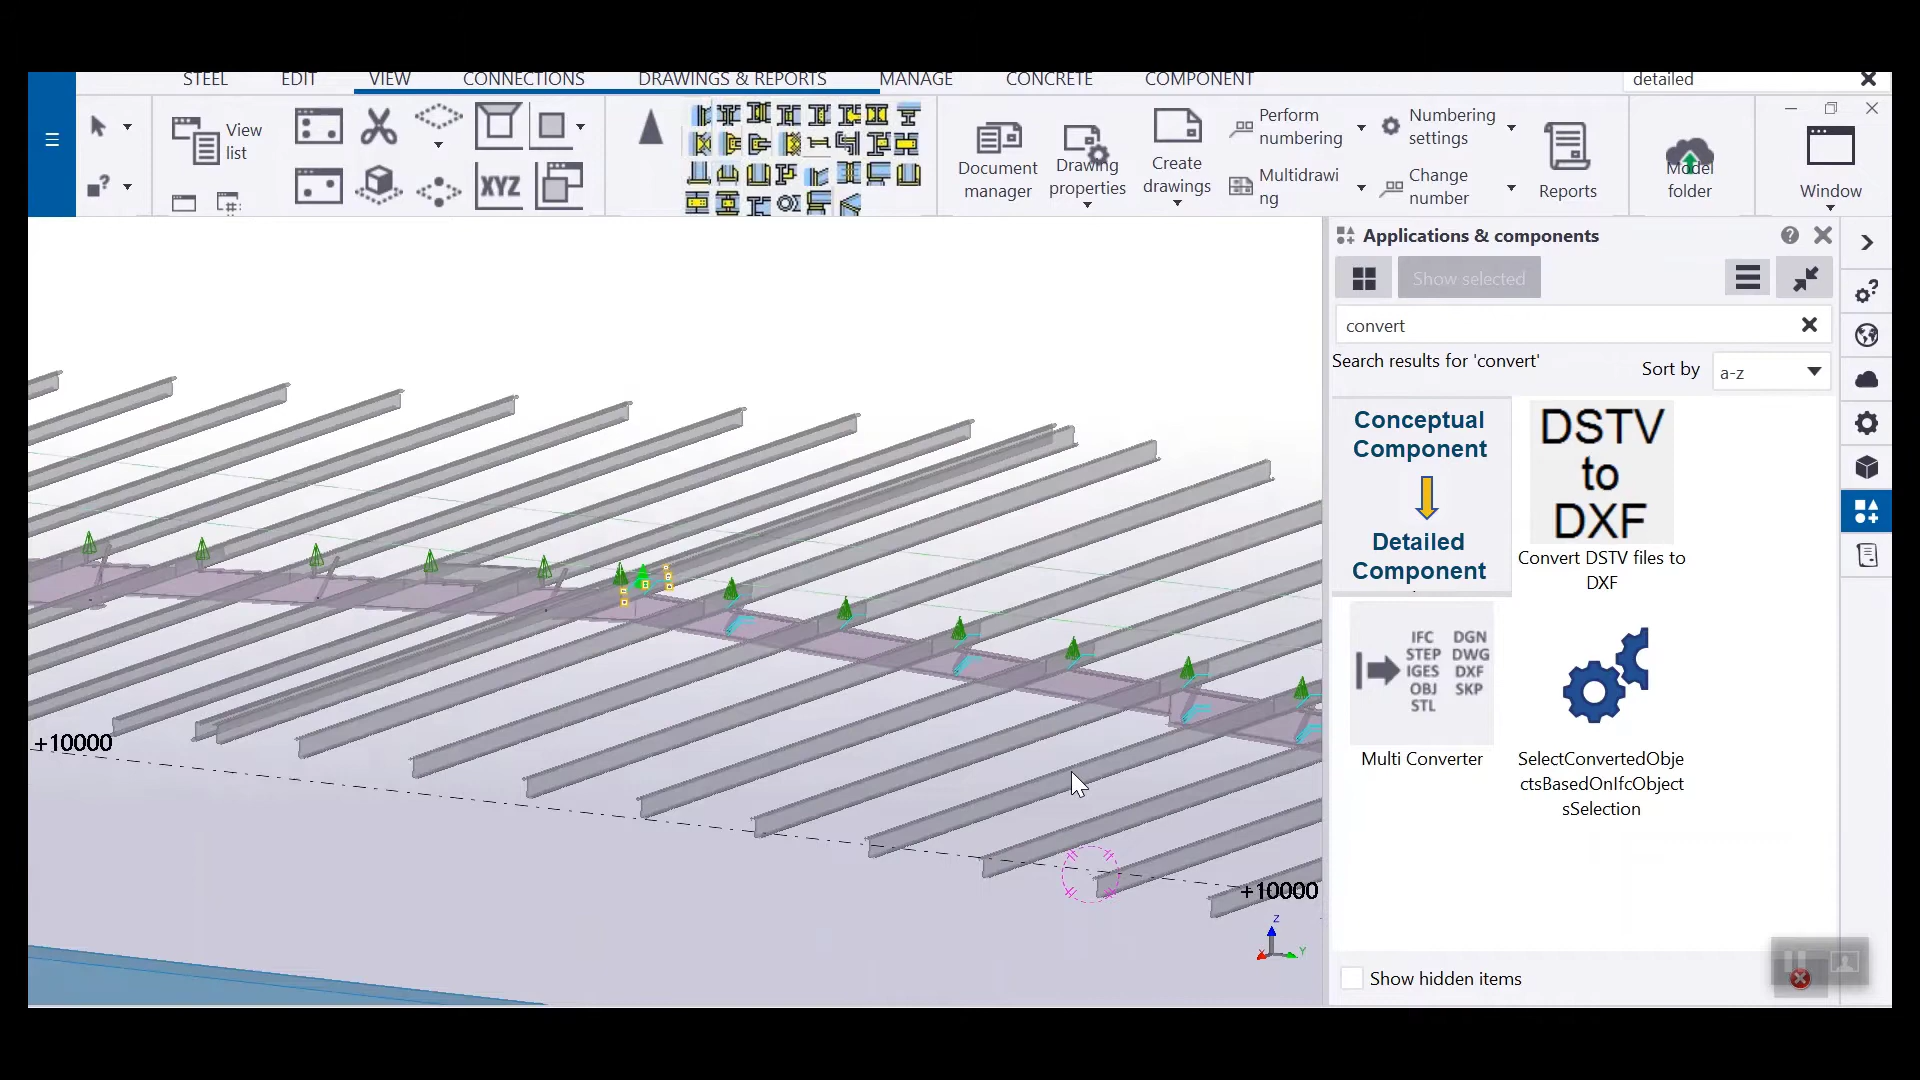 STEEL EDIT VIEW CONNECTIONS DRAWINGS & REPORTS MANAGE CONCRETE COMPONENT detailed
View
list
XYZ
Document
manager
Drawing
properties
Create
drawings
Perform
numbering
Multidrawi
ng
Numbering
settings
Change
number
Reports
Model
folder
Window
Applications & components
Show selected
convert
Search results for 'convert'
Sort by a-z
Conceptual
Component
Detailed
Component
DSTV
to
DXF
Convert DSTV files to
DXF
IFC DGN
STEP DWG
IGES DXF
OBJ SKP
STL
Multi Converter
SelectConvertedObje
ctsBasedOnIfcObject
sSelection
+10000
+10000
Z
X Y
Show hidden items